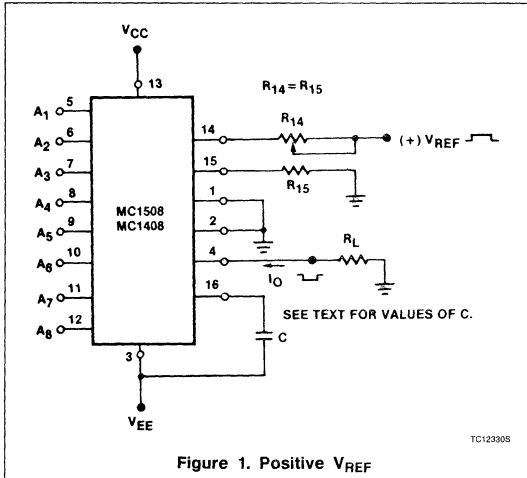 VCC
13
R14 = R15
A1 5
A2 6
A3 7
A4 8
A5 9
A6 10
A7 11
A8 12
MC1508
MC1408
14
R14
(+) VREF
15
R15
1
2
4
IO
RL
16
SEE TEXT FOR VALUES OF C.
C
3
VEE
TC12330S
Figure 1. Positive VREF